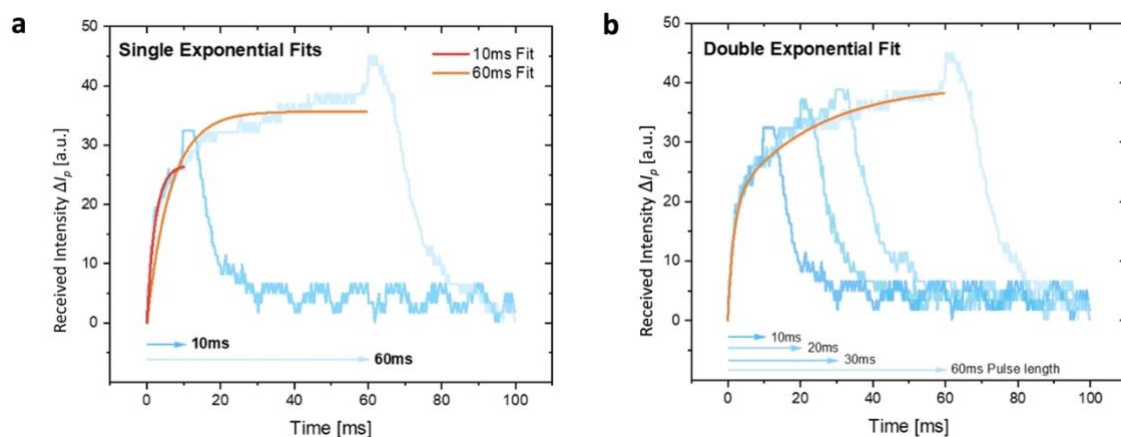 a
Single Exponential Fits
10ms Fit
60ms Fit
Received Intensity ΔIp [a.u.]
50
40
30
20
10
0
10ms
60ms
0 20 40 60 80 100
Time [ms]
b
Double Exponential Fit
Received Intensity ΔIp [a.u.]
50
40
30
20
10
0
10ms
20ms
30ms
60ms Pulse length
0 20 40 60 80 100
Time [ms]